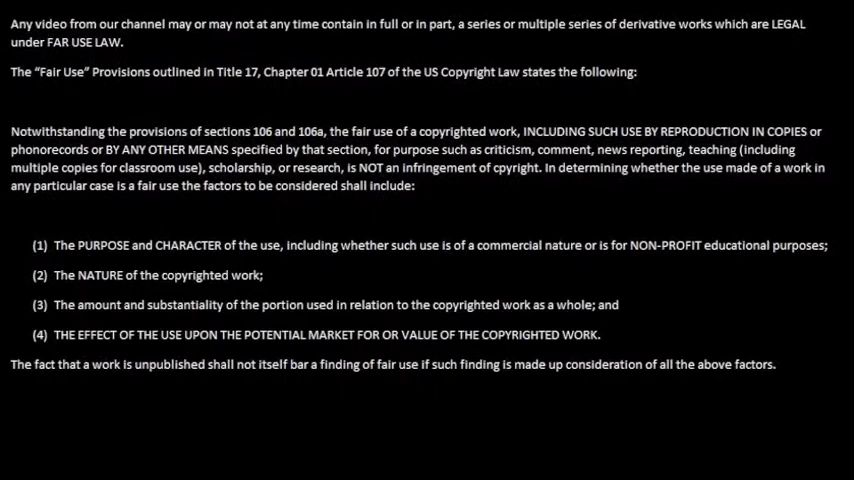 Any video from our channel may or may not at any time contain in full or in part, a series or multiple series of derivative works which are LEGAL
under FAR USE LAW.
The “Fair Use” Provisions outlined in Title 17, Chapter 01 Article 107 of the US Copyright Law states the following:
Notwithstanding the provisions of sections 106 and 106a, the fair use of a copyrighted work, INCLUDING SUCH USE BY REPRODUCTION IN COPIES or
phonorecords or BY ANY OTHER MEANS specified by that section, for purpose such as criticism, comment, news reporting, teaching (including
multiple copies for classroom use), scholarship, or research, is NOT an infringement of cpyright. In determining whether the use made of a work in
any particular case is a fair use the factors to be considered shall include:
(1) The PURPOSE and CHARACTER of the use, including whether such use is of a commercial nature or is for NON-PROFIT educational purposes;
(2) The NATURE of the copyrighted work;
(3) The amount and substantiality of the portion used in relation to the copyrighted work as a whole; and
(4) THE EFFECT OF THE USE UPON THE POTENTIAL MARKET FOR OR VALUE OF THE COPYRIGHTED WORK.
The fact that a work is unpublished shall not itself bar a finding of fair use if such finding is made up consideration of all the above factors.